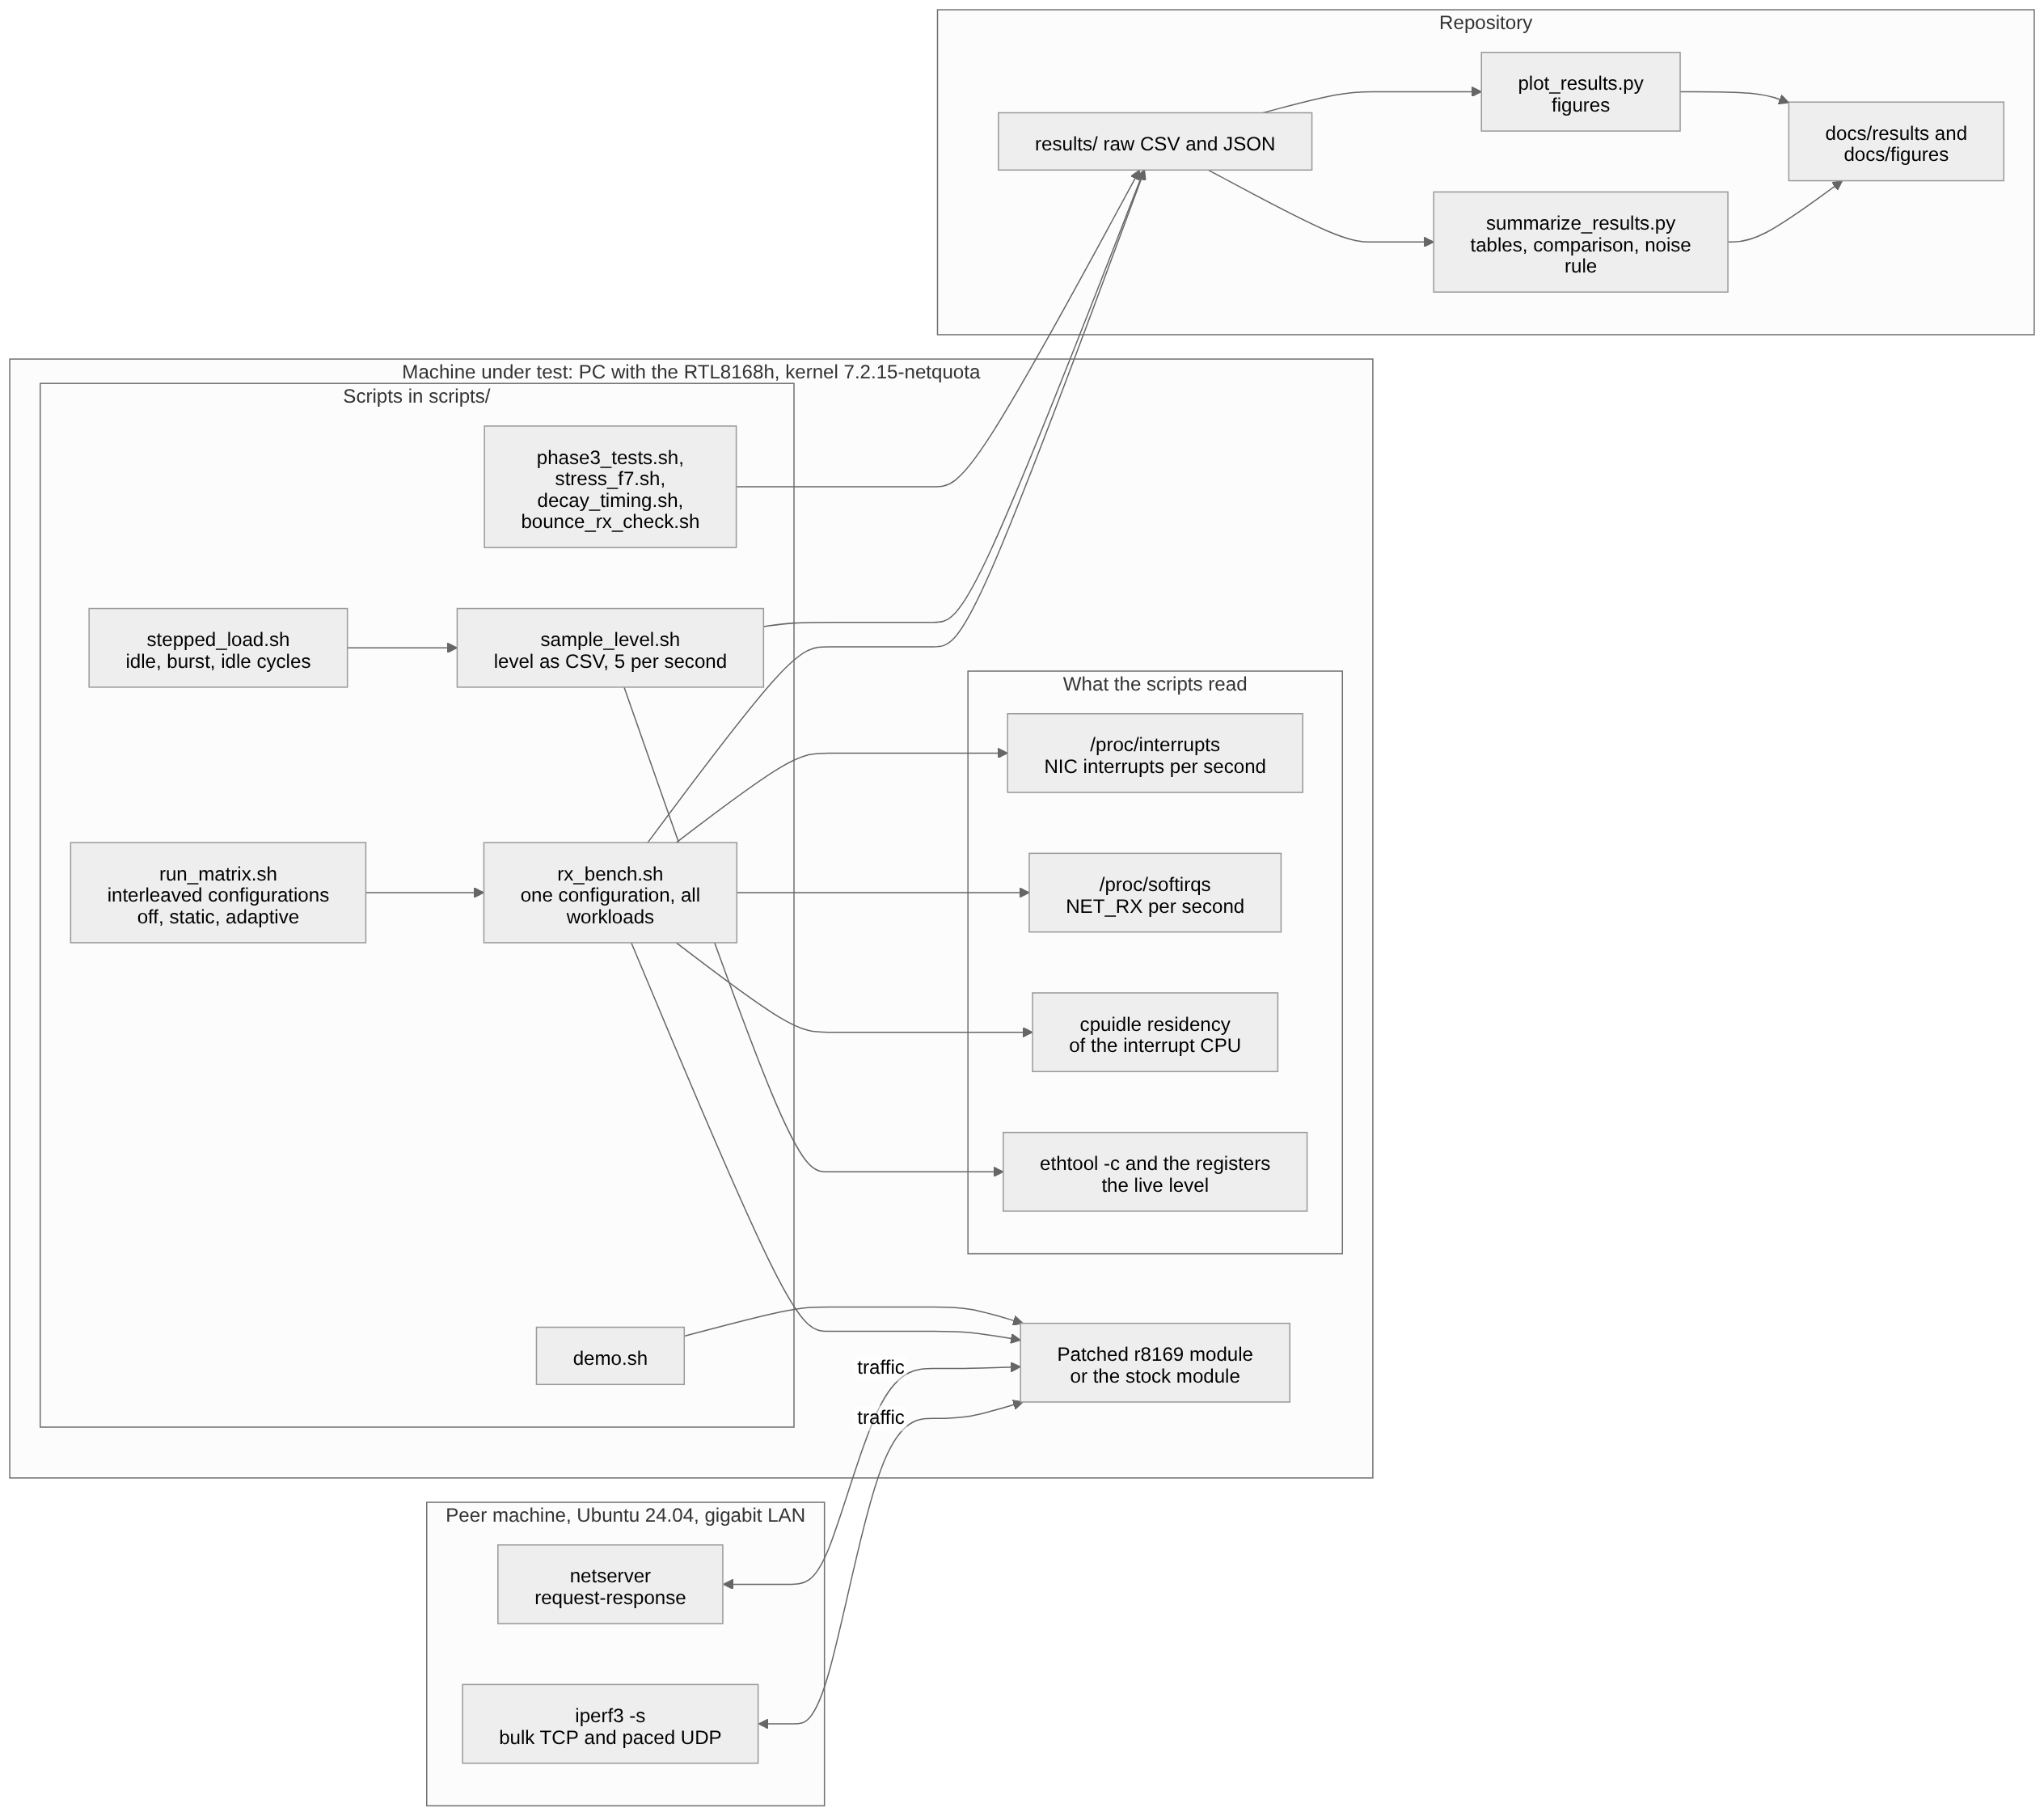 Repository
plot_results.py
figures
results/ raw CSV and JSON
docs/results and
docs/figures
summarize_results.py
tables, comparison, noise
rule
Machine under test: PC with the RTL8168h, kernel 7.2.15-netquota
Scripts in scripts/
phase3_tests.sh,
stress_f7.sh,
decay_timing.sh,
bounce_rx_check.sh
stepped_load.sh
idle, burst, idle cycles
sample_level.sh
level as CSV, 5 per second
What the scripts read
/proc/interrupts
NIC interrupts per second
run_matrix.sh
interleaved configurations
off, static, adaptive
rx_bench.sh
one configuration, all
workloads
/proc/softirqs
NET_RX per second
cpuidle residency
of the interrupt CPU
ethtool -c and the registers
the live level
demo.sh
Patched r8169 module
or the stock module
traffic
traffic
Peer machine, Ubuntu 24.04, gigabit LAN
netserver
request-response
iperf3 -s
bulk TCP and paced UDP